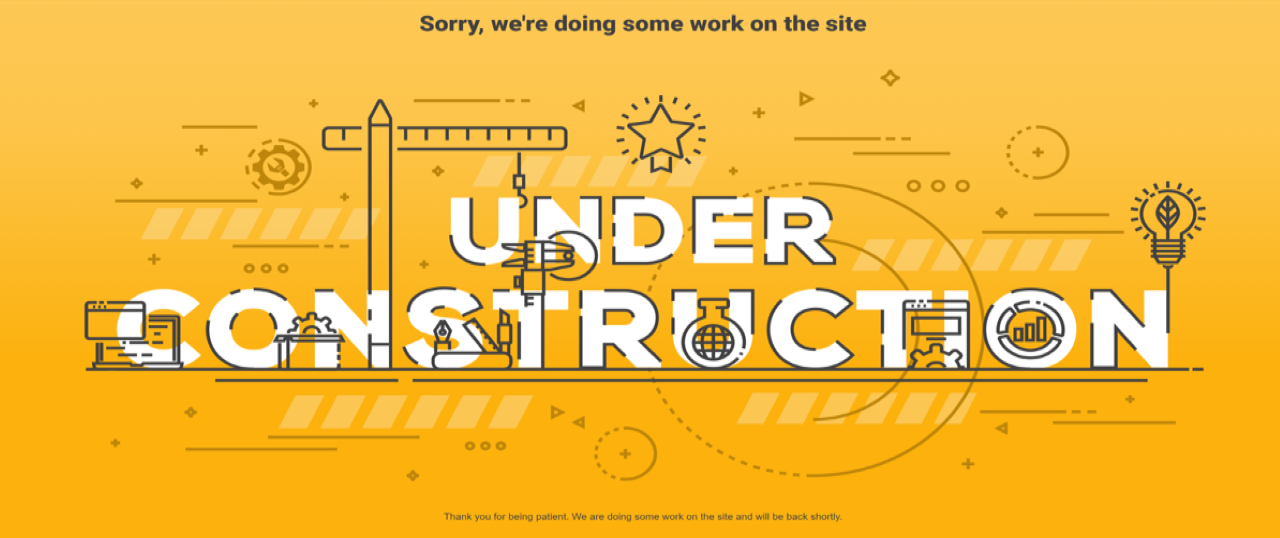 Sorry, we're doing some work on the site
UNDER
CONSTRUCTION
Thank you for being patient. We are doing some work on the site and will be back shortly.